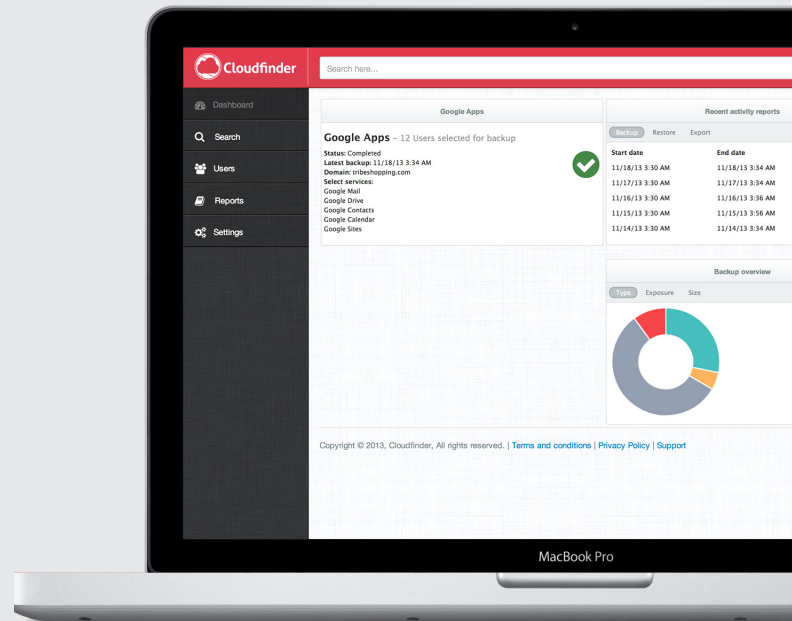 Cloudfinder
Search here...
Dashboard
Search
Users
Reports
Settings
Google Apps
Google Apps – 12 Users selected for backup
Status: Completed
Latest backup: 11/18/13 3:34 AM
Domain: tribeshopping.com
Select services:
Google Mail
Google Drive
Google Contacts
Google Calendar
Google Sites
Recent activity reports
Backup Restore Export
Start date End date
11/18/13 3:30 AM 11/18/13 3:34 AM
11/17/13 3:30 AM 11/17/13 3:34 AM
11/16/13 3:30 AM 11/16/13 3:36 AM
11/15/13 3:30 AM 11/15/13 3:56 AM
11/14/13 3:30 AM 11/14/13 3:34 AM
Backup overview
Type Exposure Size
Copyright © 2013, Cloudfinder, All rights reserved. | Terms and conditions | Privacy Policy | Support
MacBook Pro